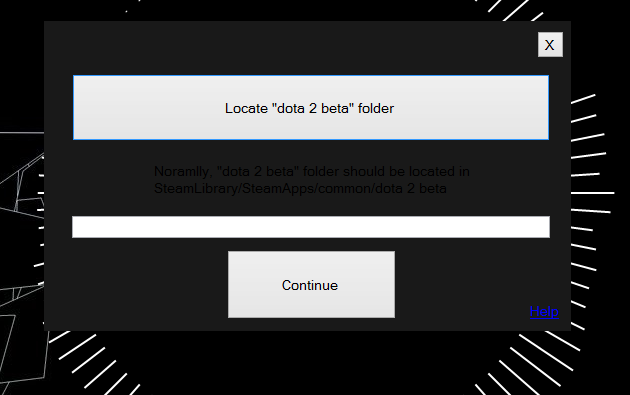 X
Locate "dota 2 beta" folder
Noramlly, "dota 2 beta" folder should be located in
SteamLibrary/SteamApps/common/dota 2 beta
Continue
Help